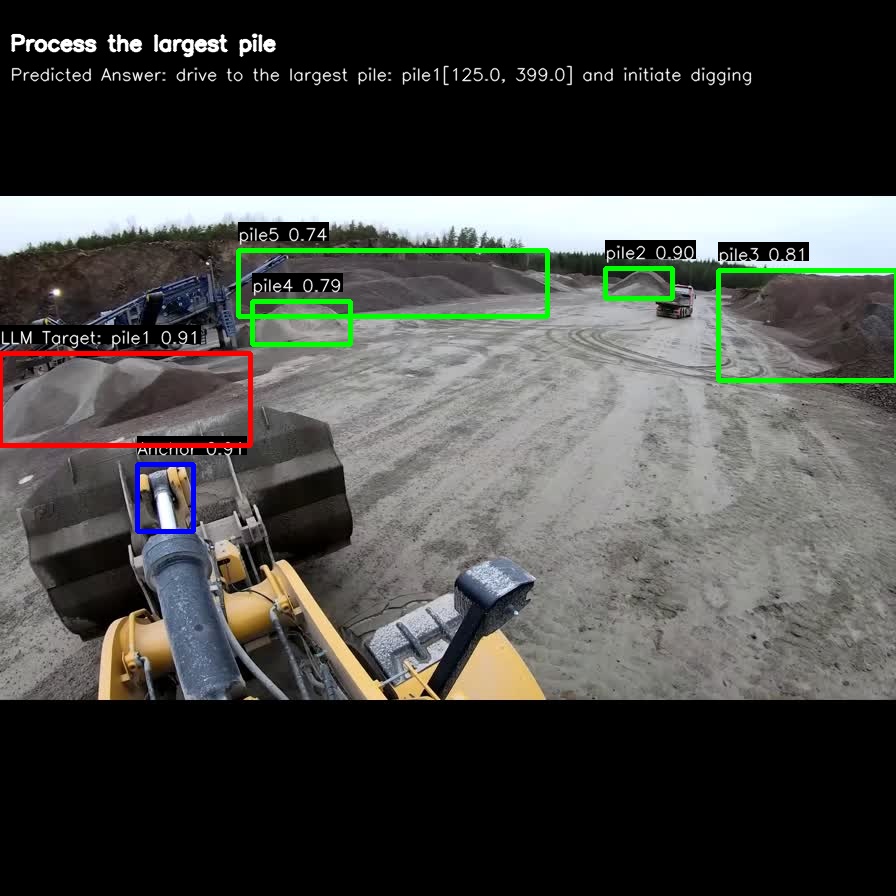 Process the largest pile
Predicted Answer: drive to the largest pile: pile1[125.0, 399.0] and initiate digging
pile5 0.74
pile2 0.90
pile3 0.81
pile4 0.79
LLM Target: pile1 0.91
Anchor 0.91